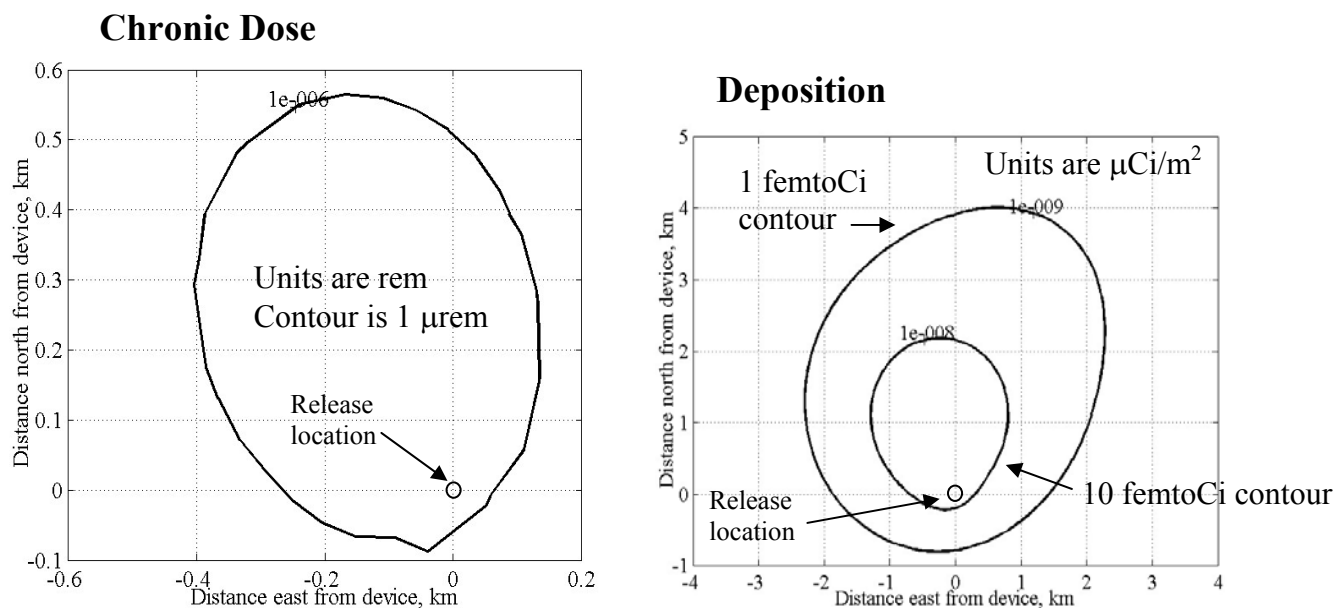 Chronic Dose
0.6
0.5
0.4
0.3
0.2
0.1
0
-0.1
-0.6
-0.4
-0.2
0
0.2
Distance north from device, km
Distance east from device, km
1e-006
Units are rem
Contour is 1 μrem
Release
location
Deposition
5
4
3
2
1
0
-1
-4
-3
-2
-1
0
1
2
3
4
Distance north from device, km
Distance east from device, km
Units are μCi/m²
1 femtoCi
contour
1e-009
1e-008
Release
location
10 femtoCi contour